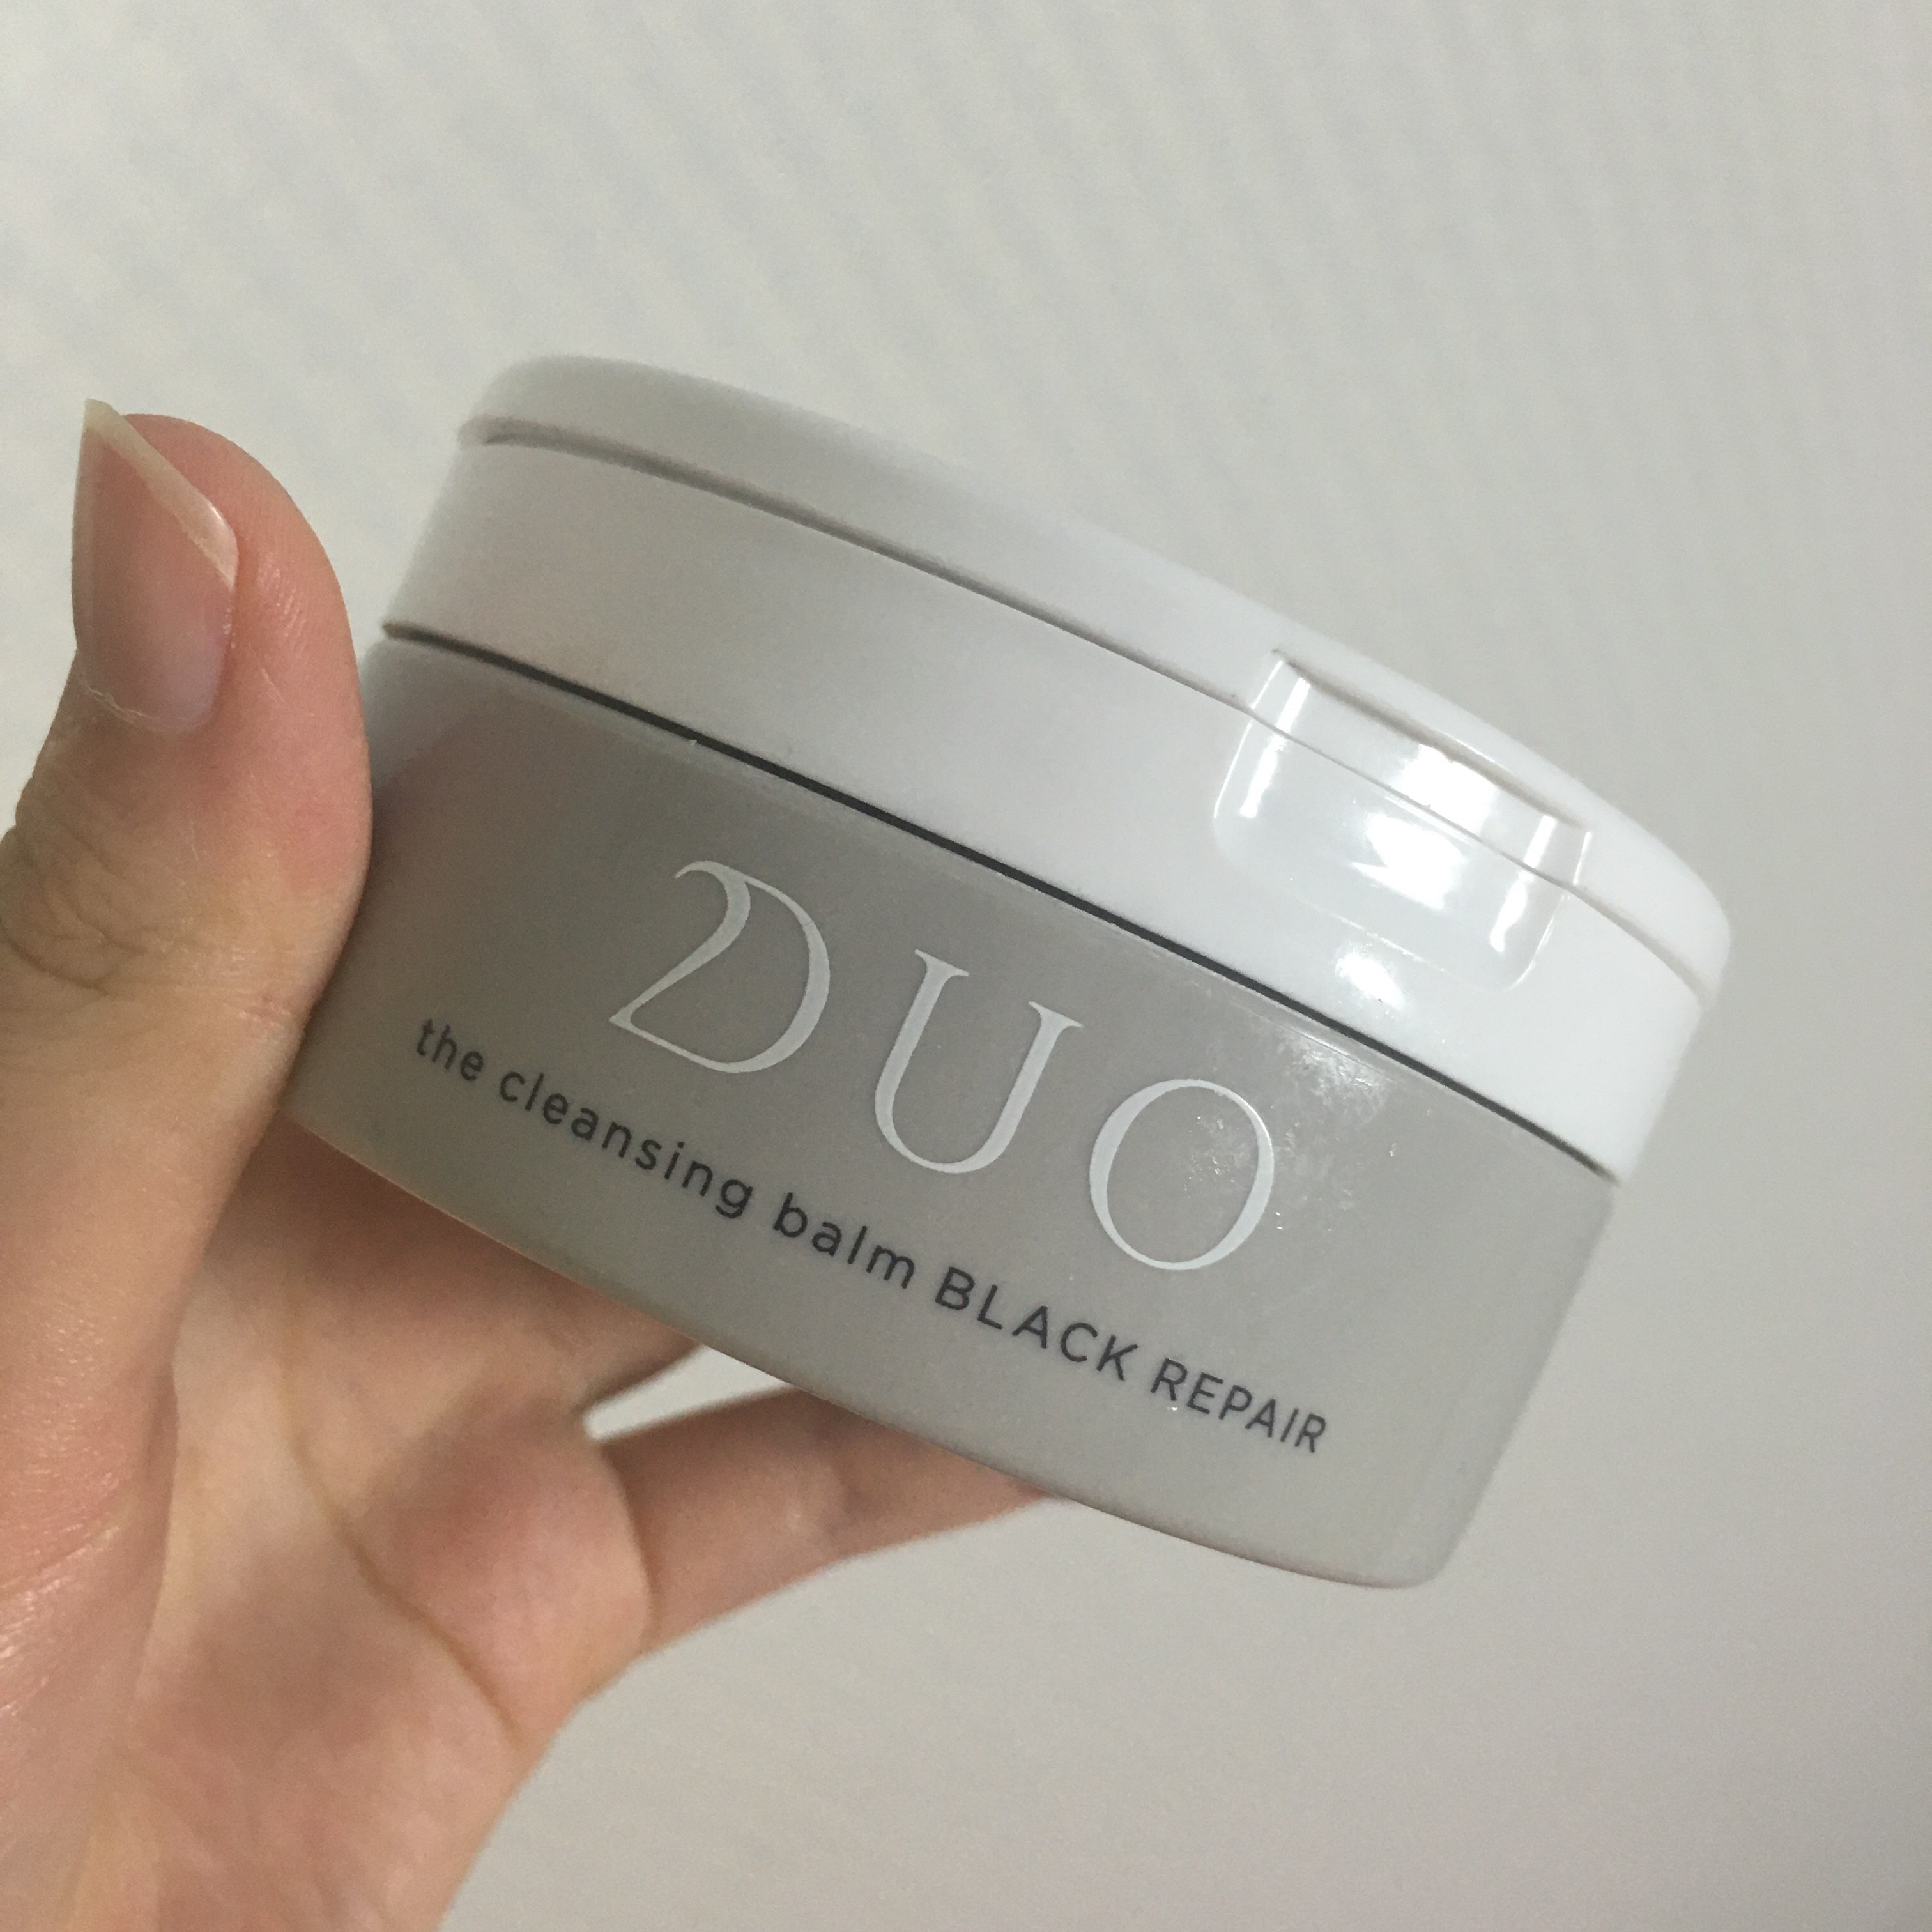 DUO
the cleansing balm BLACK REPAIR